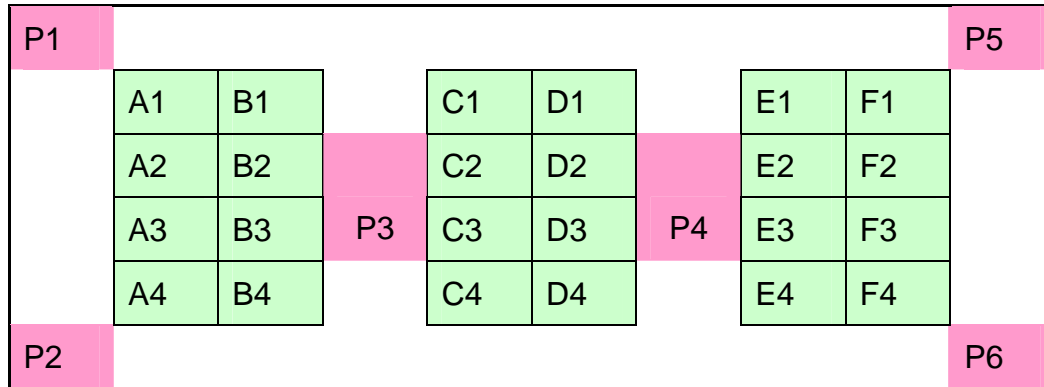 P1 P5
A1 B1 C1 D1 E1 F1
A2 B2 C2 D2 E2 F2
A3 B3 P3 C3 D3 P4 E3 F3
A4 B4 C4 D4 E4 F4
P2 P6